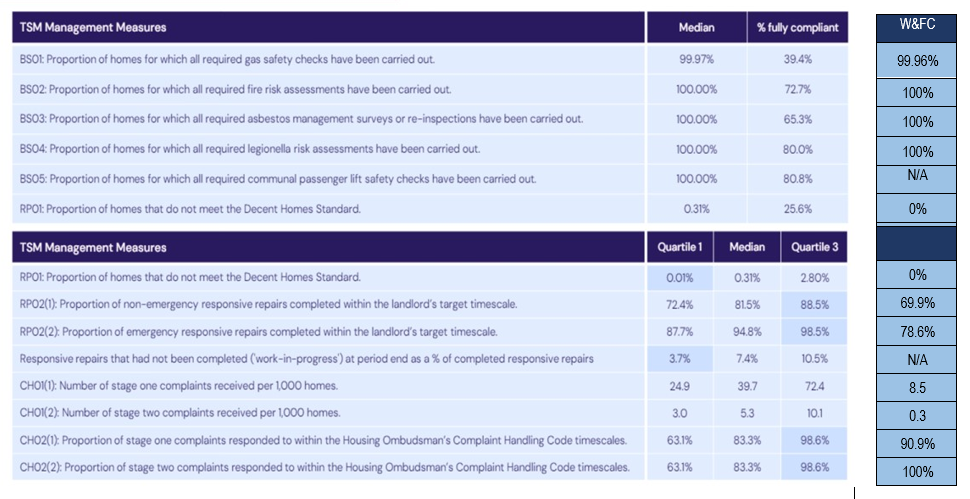 TSM Management Measures Median % fully compliant W&FC
BS01: Proportion of homes for which all required gas safety checks have been carried out. 99.97% 39.4% 99.96%
BS02: Proportion of homes for which all required fire risk assessments have been carried out. 100.00% 72.7% 100%
BS03: Proportion of homes for which all required asbestos management surveys or re-inspections have been carried out. 100.00% 65.3% 100%
BS04: Proportion of homes for which all required legionella risk assessments have been carried out. 100.00% 80.0% 100%
BS05: Proportion of homes for which all required communal passenger lift safety checks have been carried out. 100.00% 80.8% N/A
RP01: Proportion of homes that do not meet the Decent Homes Standard. 0.31% 25.6% 0%
TSM Management Measures Quartile 1 Median Quartile 3
RP01: Proportion of homes that do not meet the Decent Homes Standard. 0.01% 0.31% 2.80% 0%
RP02(1): Proportion of non-emergency responsive repairs completed within the landlord's target timescale. 72.4% 81.5% 88.5% 69.9%
RP02(2): Proportion of emergency responsive repairs completed within the landlord's target timescale. 87.7% 94.8% 98.5% 78.6%
Responsive repairs that had not been completed ('work-in-progress') at period end as a % of completed responsive repairs 3.7% 7.4% 10.5% N/A
CH01(1): Number of stage one complaints received per 1,000 homes. 24.9 39.7 72.4 8.5
CH01(2): Number of stage two complaints received per 1,000 homes. 3.0 5.3 10.1 0.3
CH02(1): Proportion of stage one complaints responded to within the Housing Ombudsman's Complaint Handling Code timescales. 63.1% 83.3% 98.6% 90.9%
CH02(2): Proportion of stage two complaints responded to within the Housing Ombudsman's Complaint Handling Code timescales. 63.1% 83.3% 98.6% 100%